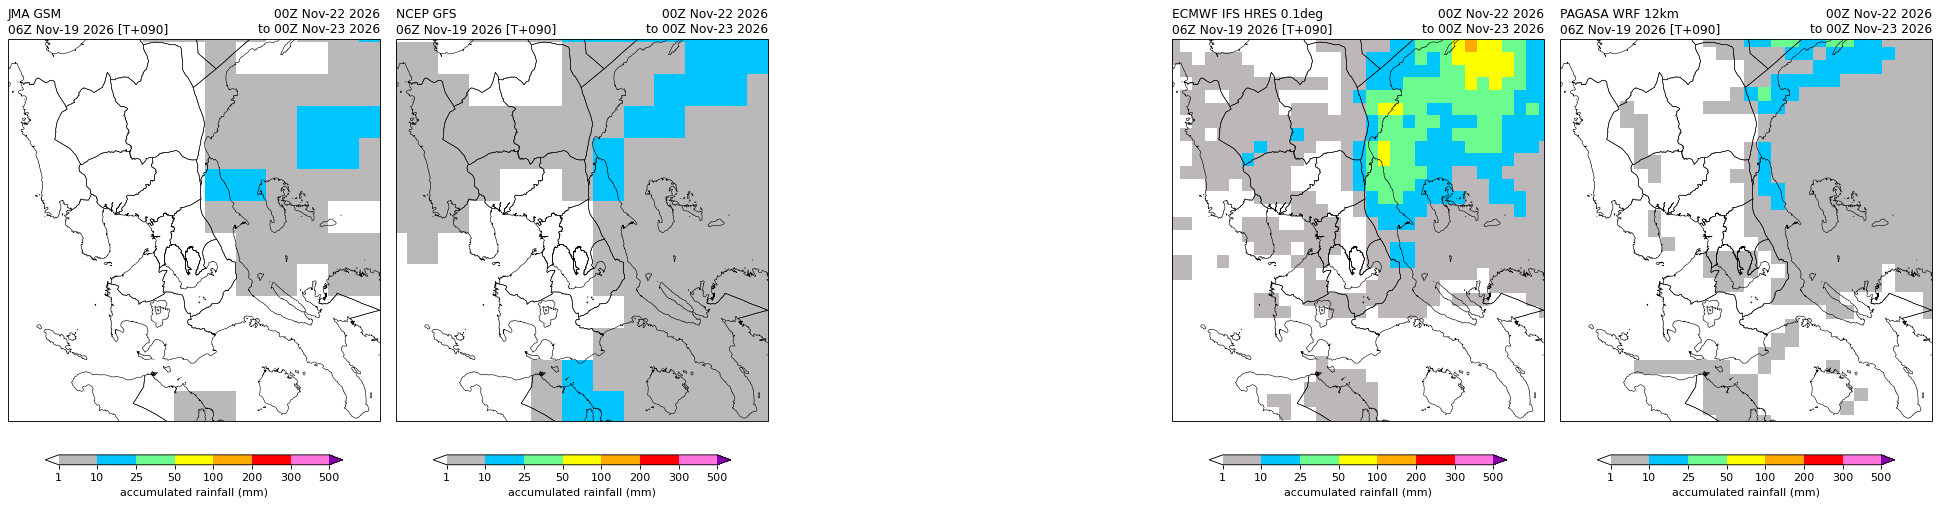 JMA GSM 00Z Nov-22 2026
06Z Nov-19 2026 [T+090] to 00Z Nov-23 2026
1 10 25 50 100 200 300 500
accumulated rainfall (mm)
NCEP GFS 00Z Nov-22 2026
06Z Nov-19 2026 [T+090] to 00Z Nov-23 2026
1 10 25 50 100 200 300 500
accumulated rainfall (mm)
ECMWF IFS HRES 0.1deg 00Z Nov-22 2026
06Z Nov-19 2026 [T+090] to 00Z Nov-23 2026
1 10 25 50 100 200 300 500
accumulated rainfall (mm)
PAGASA WRF 12km 00Z Nov-22 2026
06Z Nov-19 2026 [T+090] to 00Z Nov-23 2026
1 10 25 50 100 200 300 500
accumulated rainfall (mm)